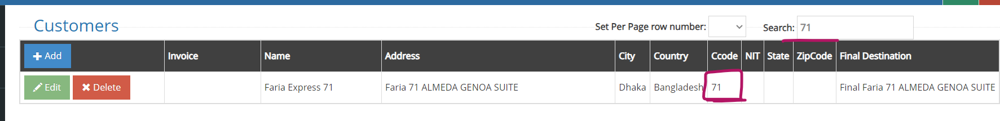 Customers
Set Per Page row number:
Search: 71
Add Invoice Name Address City Country Ccode NIT State ZipCode Final Destination
Edit Delete Faria Express 71 Faria 71 ALMEDA GENOA SUITE Dhaka Bangladesh 71 Final Faria 71 ALMEDA GENOA SUITE